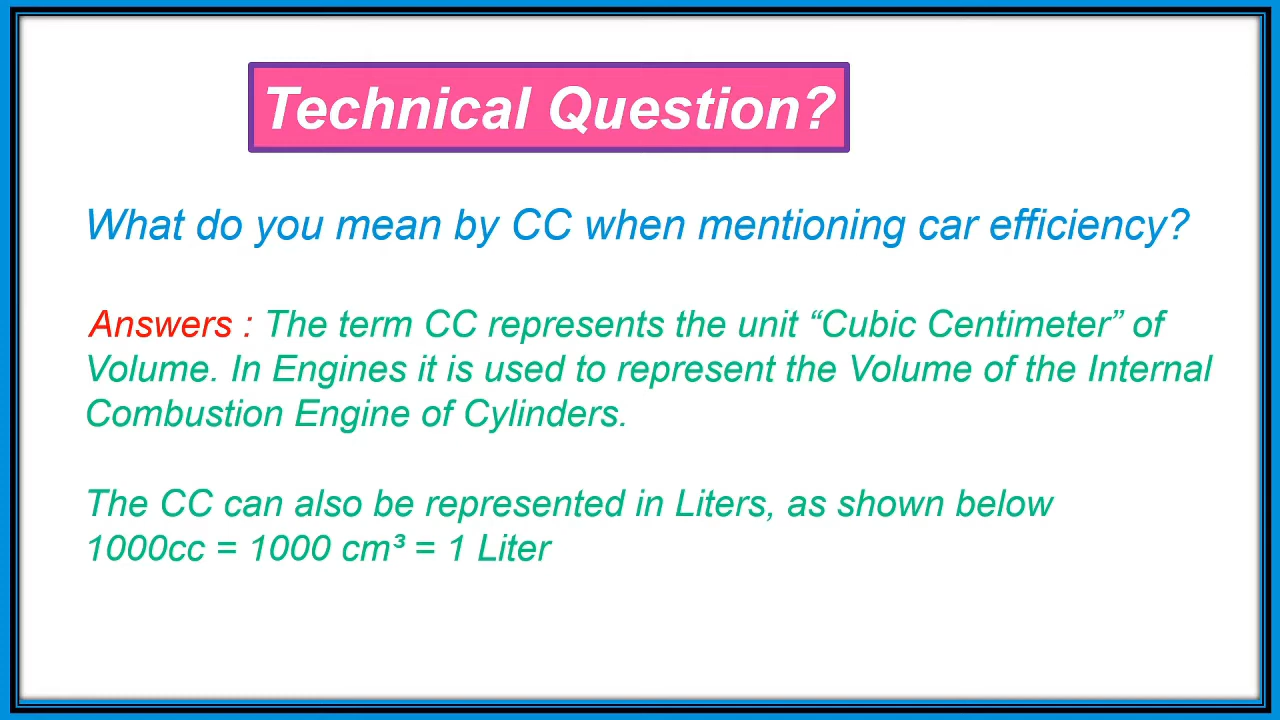 Technical Question?
What do you mean by CC when mentioning car efficiency?
Answers : The term CC represents the unit “Cubic Centimeter” of
Volume. In Engines it is used to represent the Volume of the Internal
Combustion Engine of Cylinders.
The CC can also be represented in Liters, as shown below
1000cc = 1000 cm³ = 1 Liter